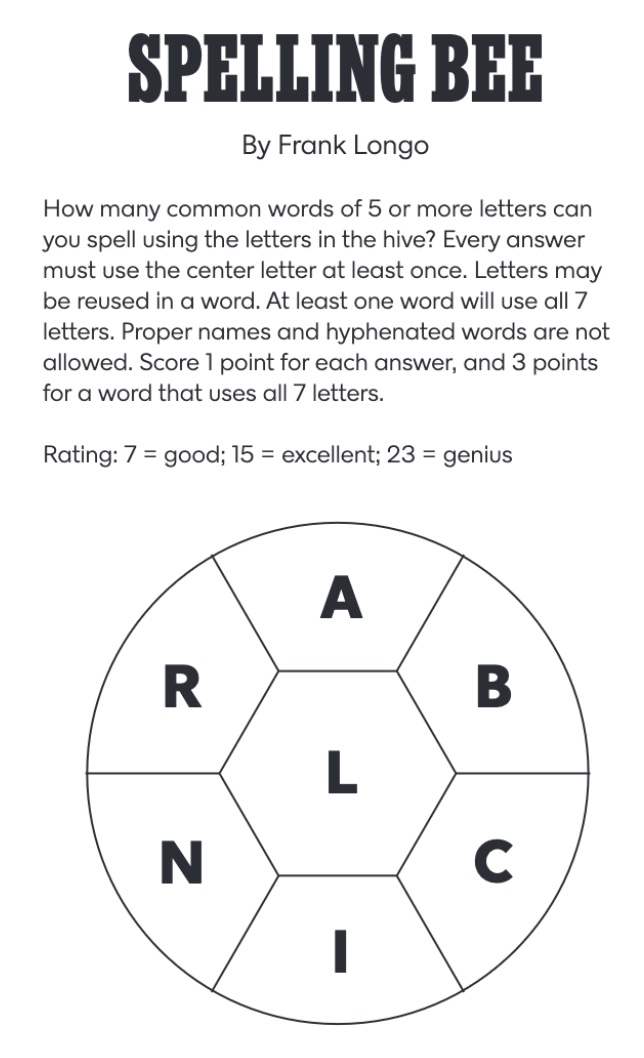 SPELLING BEE
By Frank Longo
How many common words of 5 or more letters can
you spell using the letters in the hive? Every answer
must use the center letter at least once. Letters may
be reused in a word. At least one word will use all 7
letters. Proper names and hyphenated words are not
allowed. Score 1 point for each answer, and 3 points
for a word that uses all 7 letters.
Rating: 7 = good; 15 = excellent; 23 = genius
A
R
B
L
N
C
I